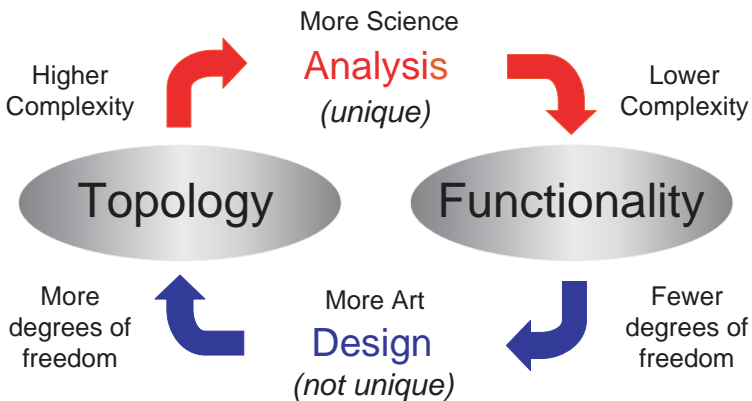 More Science
Analysis
(unique)
Higher
Complexity
Lower
Complexity
Topology
Functionality
More
degrees of
freedom
More Art
Design
(not unique)
Fewer
degrees of
freedom